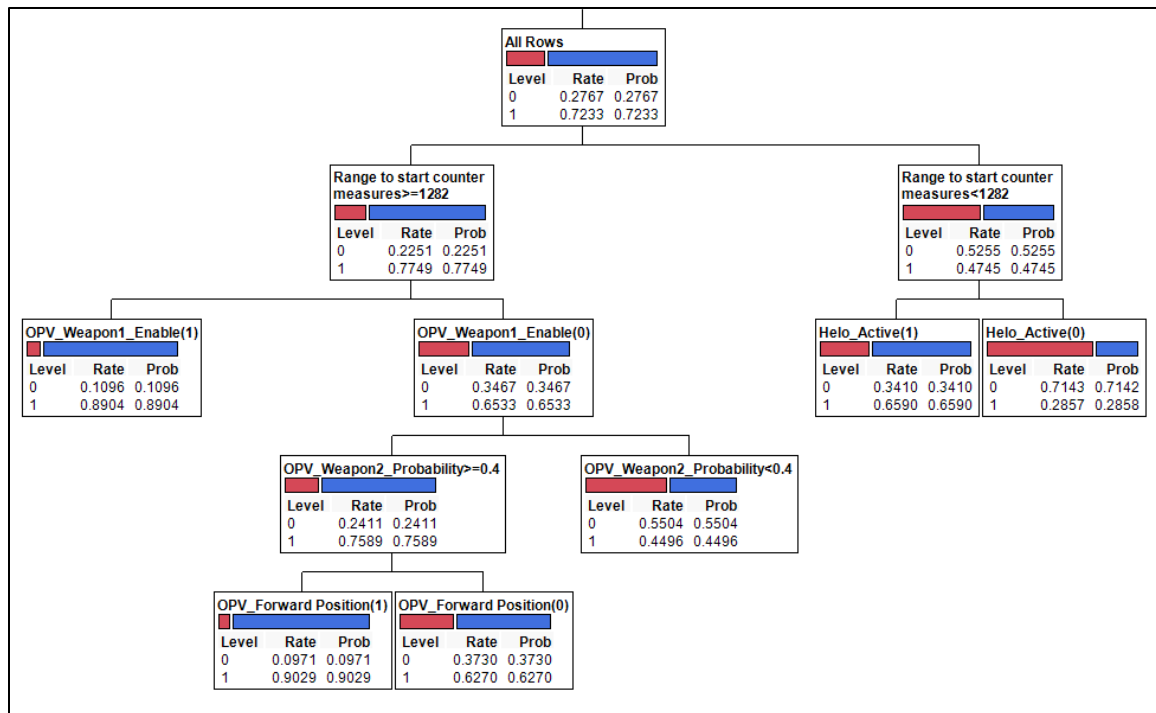 All Rows
Level Rate Prob
0 0.2767 0.2767
1 0.7233 0.7233
Range to start counter
measures>=1282
Level Rate Prob
0 0.2251 0.2251
1 0.7749 0.7749
Range to start counter
measures<1282
Level Rate Prob
0 0.5255 0.5255
1 0.4745 0.4745
OPV_Weapon1_Enable(1)
Level Rate Prob
0 0.1096 0.1096
1 0.8904 0.8904
OPV_Weapon1_Enable(0)
Level Rate Prob
0 0.3467 0.3467
1 0.6533 0.6533
Helo_Active(1)
Level Rate Prob
0 0.3410 0.3410
1 0.6590 0.6590
Helo_Active(0)
Level Rate Prob
0 0.7143 0.7142
1 0.2857 0.2858
OPV_Weapon2_Probability>=0.4
Level Rate Prob
0 0.2411 0.2411
1 0.7589 0.7589
OPV_Weapon2_Probability<0.4
Level Rate Prob
0 0.5504 0.5504
1 0.4496 0.4496
OPV_Forward Position(1)
Level Rate Prob
0 0.0971 0.0971
1 0.9029 0.9029
OPV_Forward Position(0)
Level Rate Prob
0 0.3730 0.3730
1 0.6270 0.6270